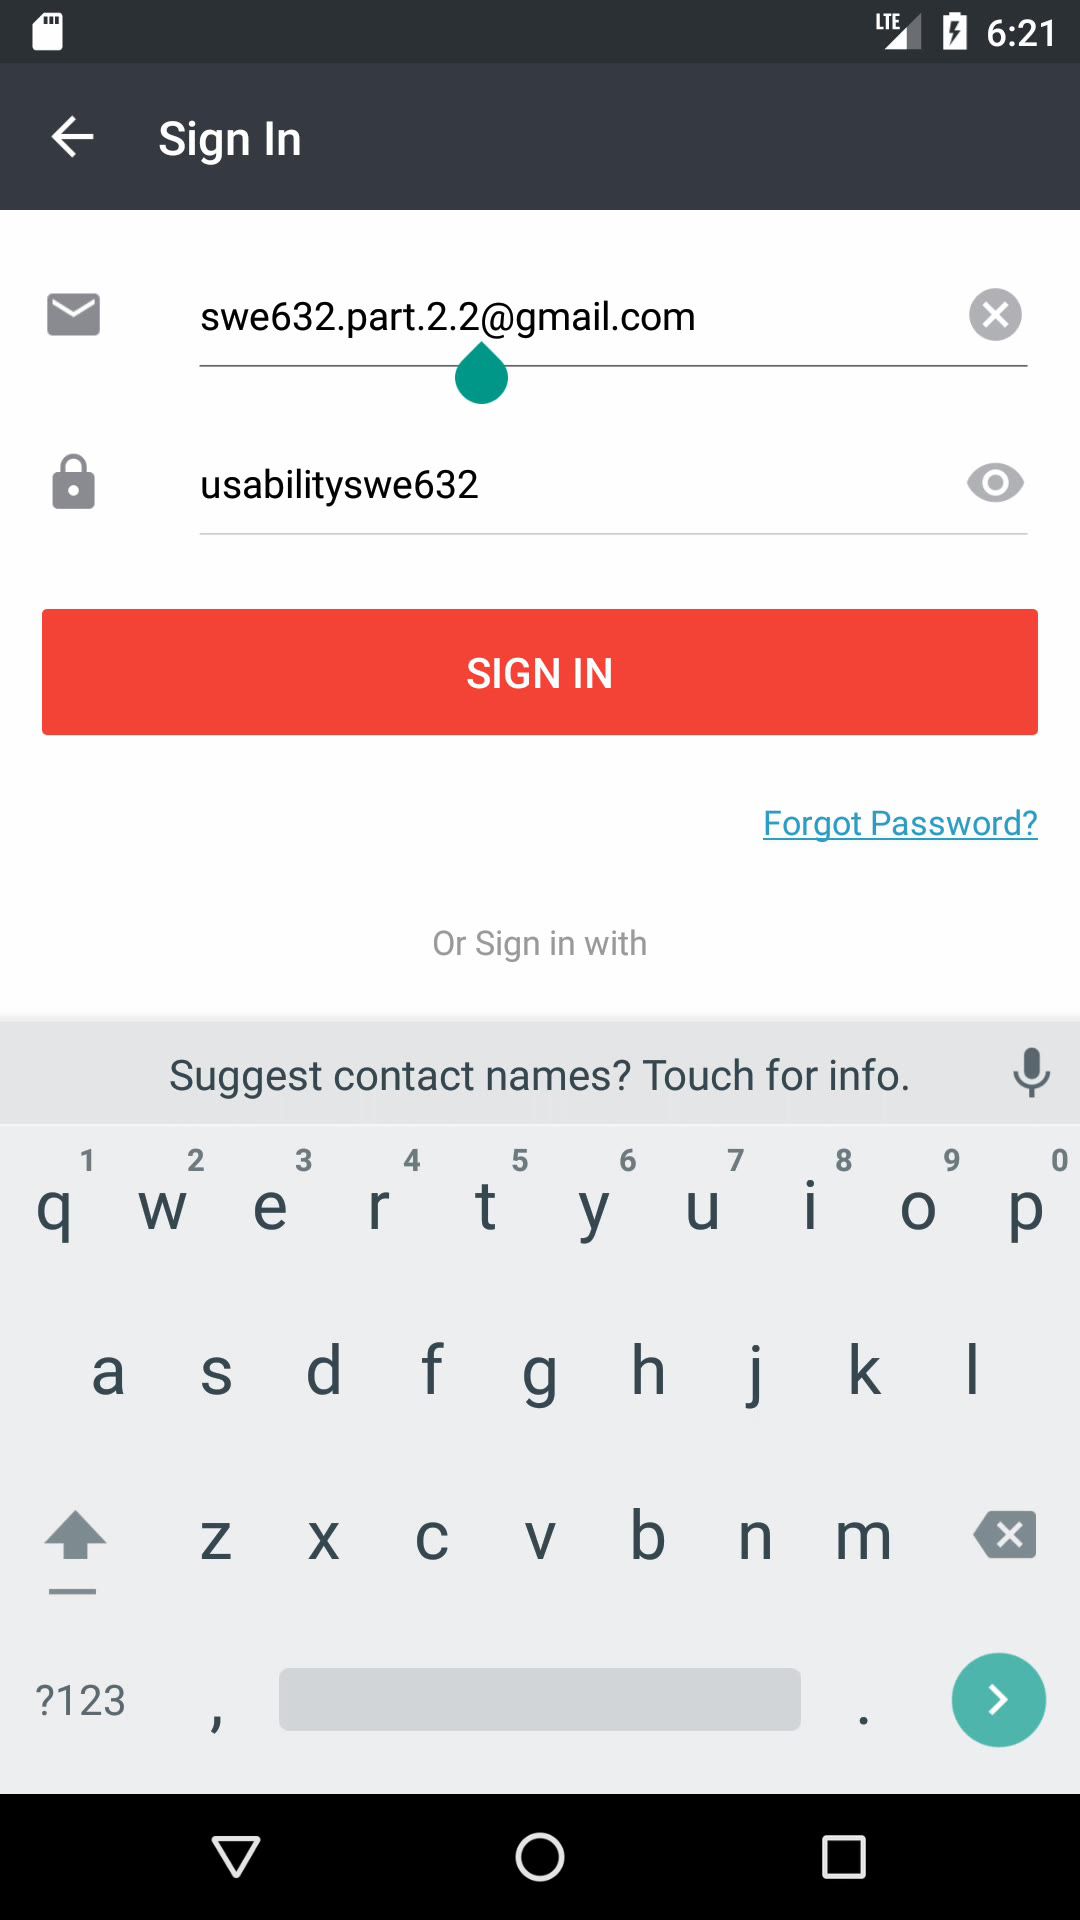 LTE 6:21
Sign In
swe632.part.2.2@gmail.com
usabilityswe632
SIGN IN
Forgot Password?
Or Sign in with
Suggest contact names? Touch for info.
1 2 3 4 5 6 7 8 9 0
q w e r t y u i o p
a s d f g h j k l
z x c v b n m
?123 , .